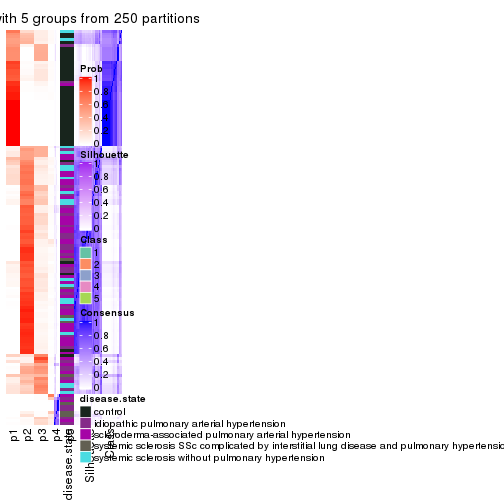 with 5 groups from 250 partitions
Prob
1
0.8
0.6
0.4
0.2
0
Silhouette
1
0.8
0.6
0.4
0.2
0
Class
1
2
3
4
5
Consensus
1
0.8
0.6
0.4
0.2
0
disease.state
control
idiopathic pulmonary arterial hypertension
scleroderma-associated pulmonary arterial hypertension
systemic sclerosis SSc complicated by interstitial lung disease and pulmonary hypertensio
systemic sclerosis without pulmonary hypertension
p1
p2
p3
p4
disease.state
Silh
Class